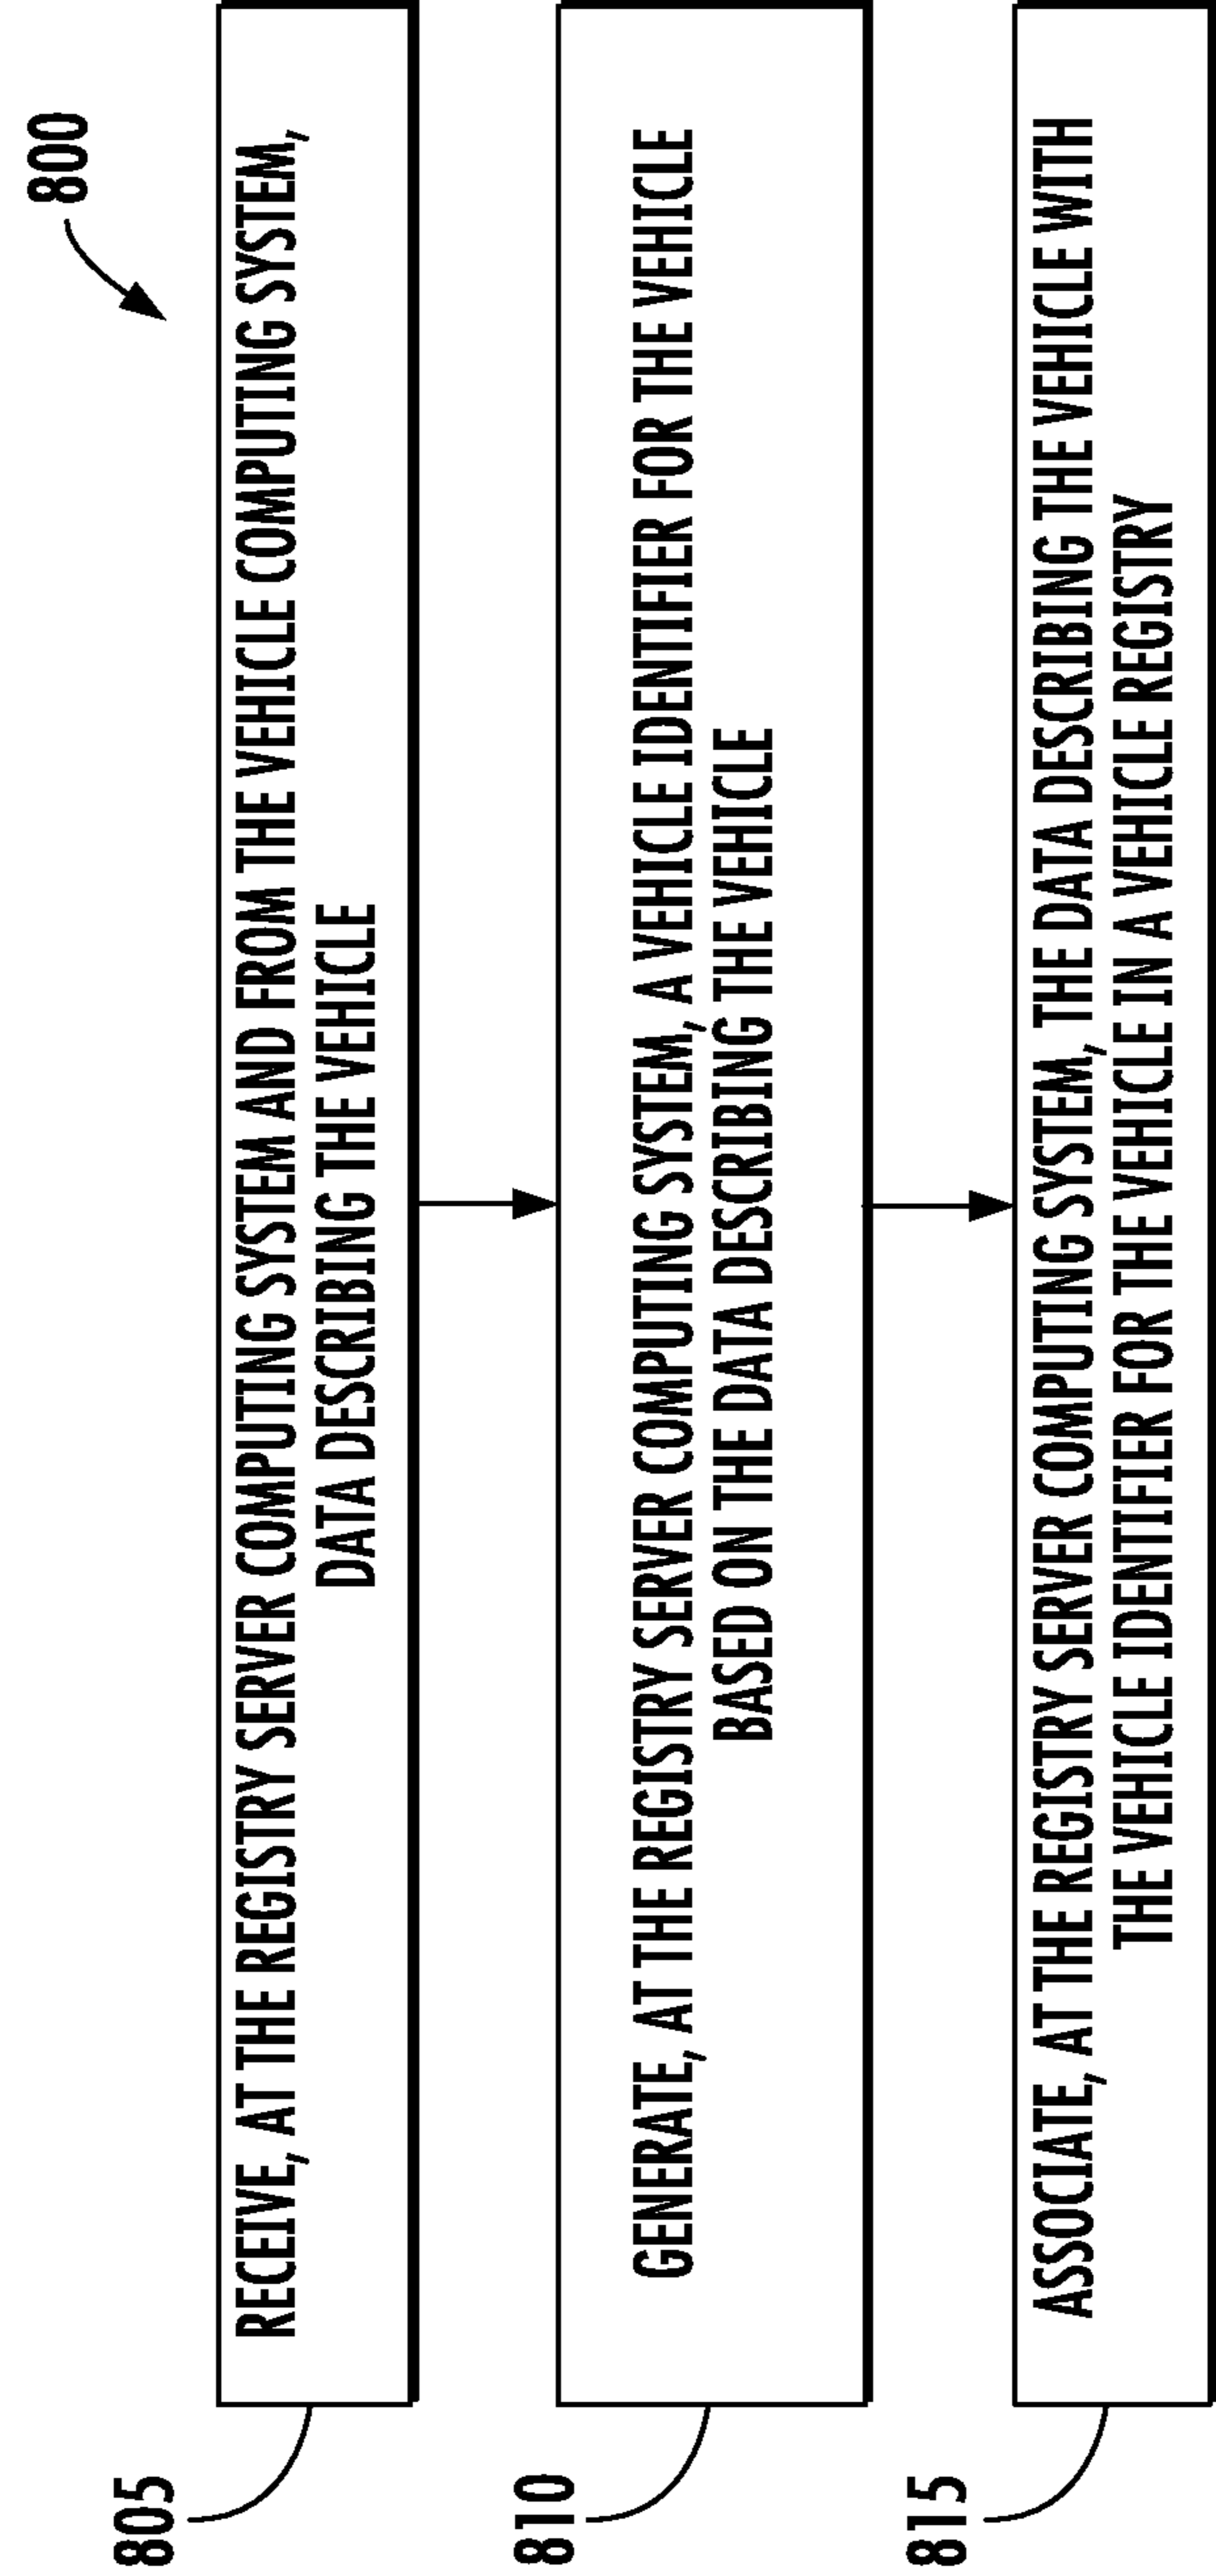 800
805
RECEIVE, AT THE REGISTRY SERVER COMPUTING SYSTEM AND FROM THE VEHICLE COMPUTING SYSTEM,
DATA DESCRIBING THE VEHICLE
810
GENERATE, AT THE REGISTRY SERVER COMPUTING SYSTEM, A VEHICLE IDENTIFIER FOR THE VEHICLE
BASED ON THE DATA DESCRIBING THE VEHICLE
815
ASSOCIATE, AT THE REGISTRY SERVER COMPUTING SYSTEM, THE DATA DESCRIBING THE VEHICLE WITH
THE VEHICLE IDENTIFIER FOR THE VEHICLE IN A VEHICLE REGISTRY